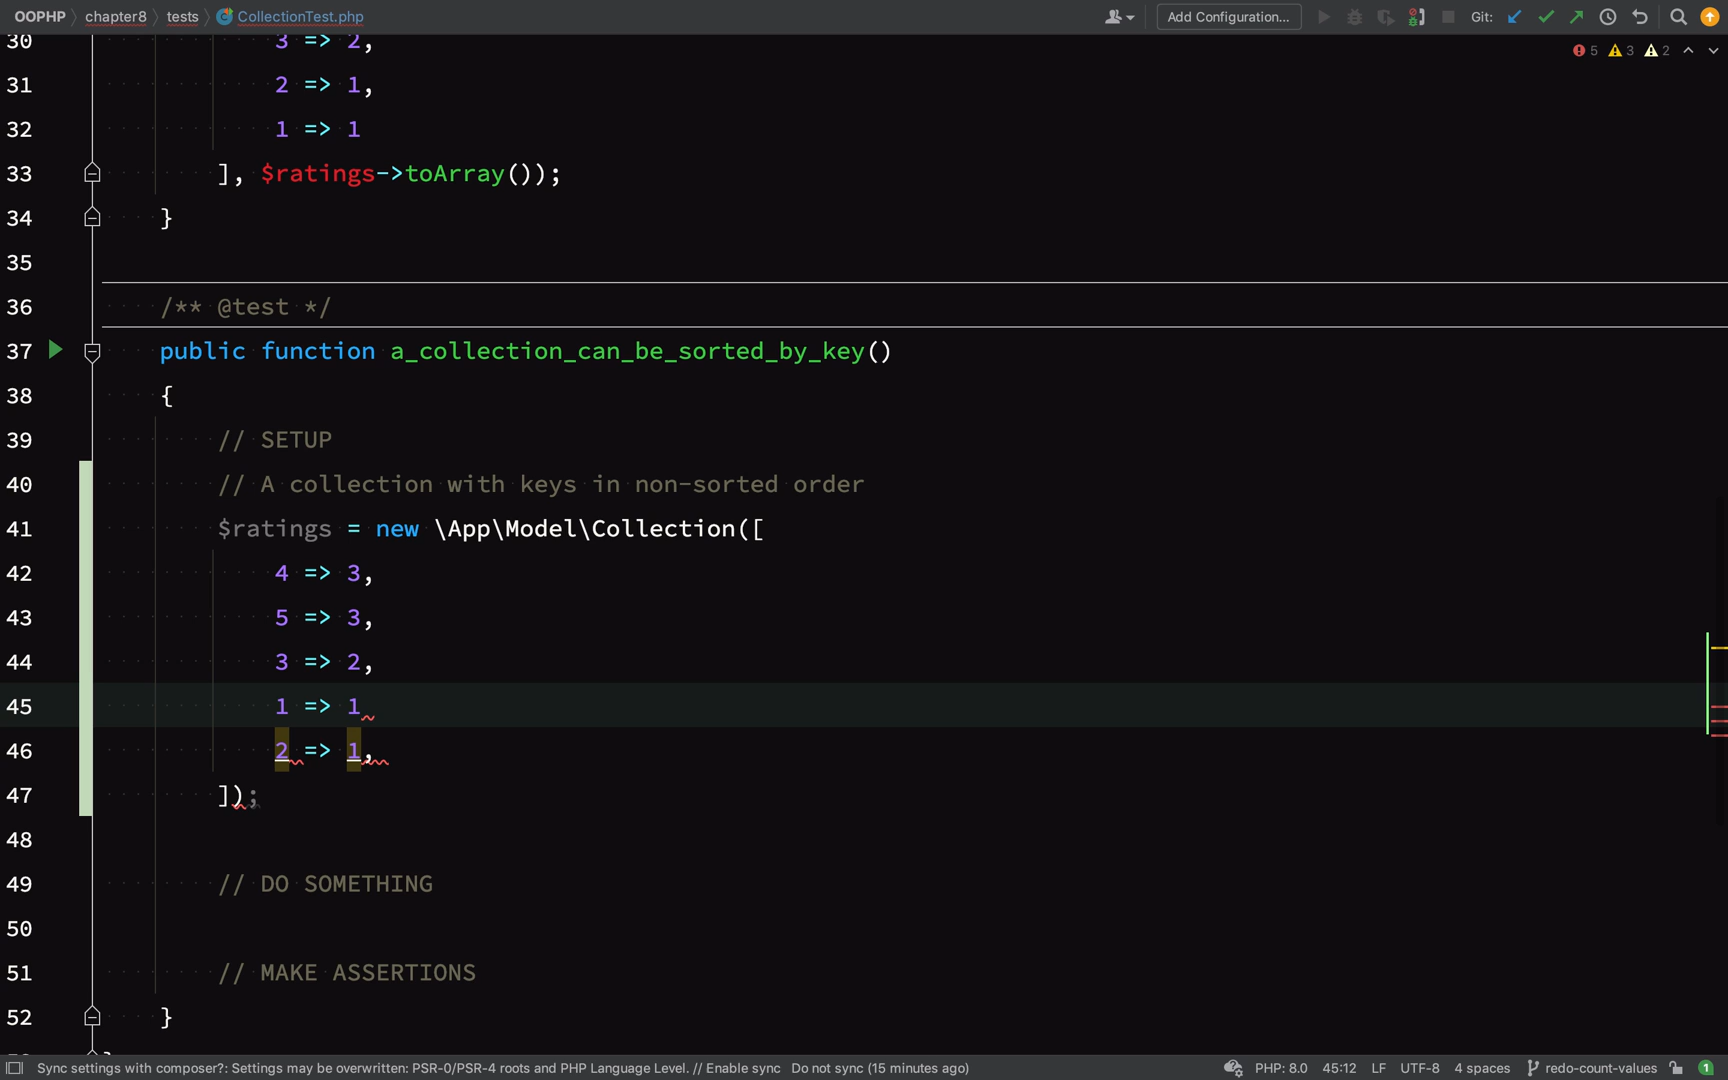 OOPHP chapter8 tests CollectionTest.php Add Configuration... Git:
5 3 2
30 3 => 2,
31 2 => 1,
32 1 => 1
33 ], $ratings->toArray());
34 }
35
36 /** @test */
37 public function a_collection_can_be_sorted_by_key()
38 {
39 // SETUP
40 // A collection with keys in non-sorted order
41 $ratings = new \App\Model\Collection([
42 4 => 3,
43 5 => 3,
44 3 => 2,
45 1 => 1
46 2 => 1,
47 ]);
48
49 // DO SOMETHING
50
51 // MAKE ASSERTIONS
52 }
Sync settings with composer?: Settings may be overwritten: PSR-0/PSR-4 roots and PHP Language Level. // Enable sync Do not sync (15 minutes ago) PHP: 8.0 45:12 LF UTF-8 4 spaces redo-count-values 1